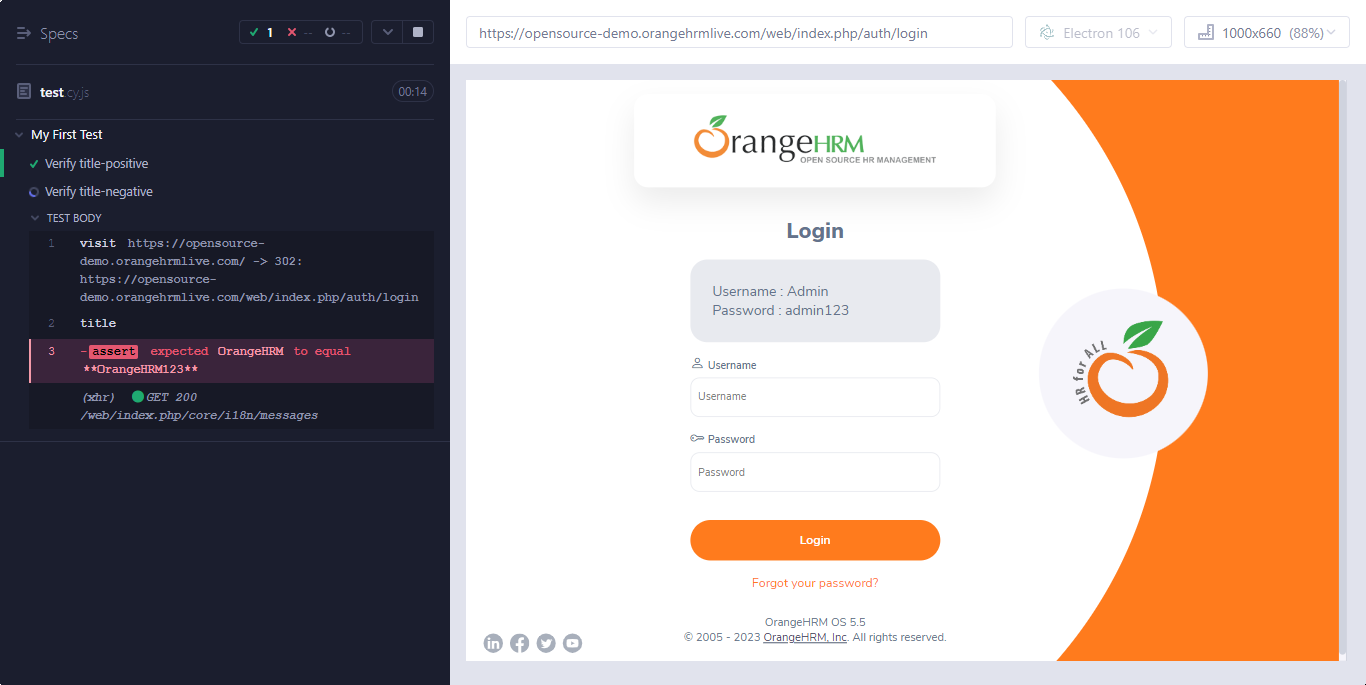 Specs
1 -- --
test.cy.js 00:14
My First Test
Verify title-positive
Verify title-negative
TEST BODY
1 visit https://opensource-
demo.orangehrmlive.com/ -> 302:
https://opensource-
demo.orangehrmlive.com/web/index.php/auth/login
2 title
3 -assert expected OrangeHRM to equal
**OrangeHRM123**
(xhr) GET 200
/web/index.php/core/i18n/messages
https://opensource-demo.orangehrmlive.com/web/index.php/auth/login
Electron 106
1000x660 (88%)
OrangeHRM
OPEN SOURCE HR MANAGEMENT
Login
Username : Admin
Password : admin123
Username
Username
Password
Password
Login
Forgot your password?
OrangeHRM OS 5.5
© 2005 - 2023 OrangeHRM, Inc. All rights reserved.
HR for ALL